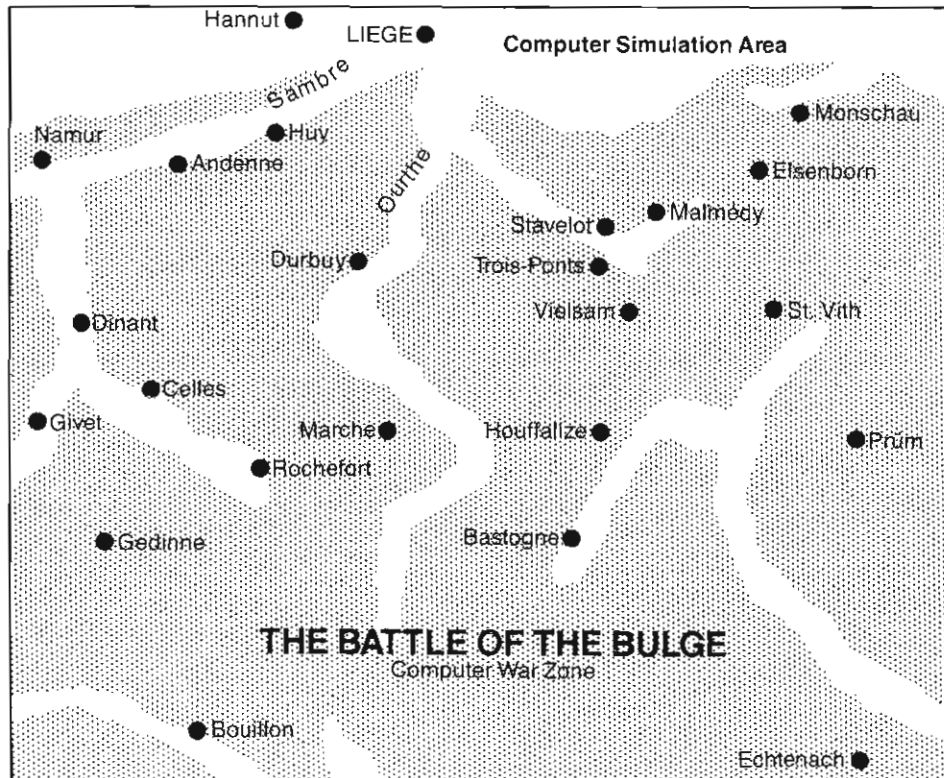 Hannut
LIEGE
Computer Simulation Area
Sambre
Monschau
Namur
Huy
Andenne
Elsenborn
Ourthe
Malmédy
Stavelot
Durbuy
Trois-Ponts
Vielsam
St. Vith
Dinant
Celles
Givet
Marche
Houffalize
Prüm
Rochefort
Bastogne
Gedinne
THE BATTLE OF THE BULGE
Computer War Zone
Bouillon
Echtenach